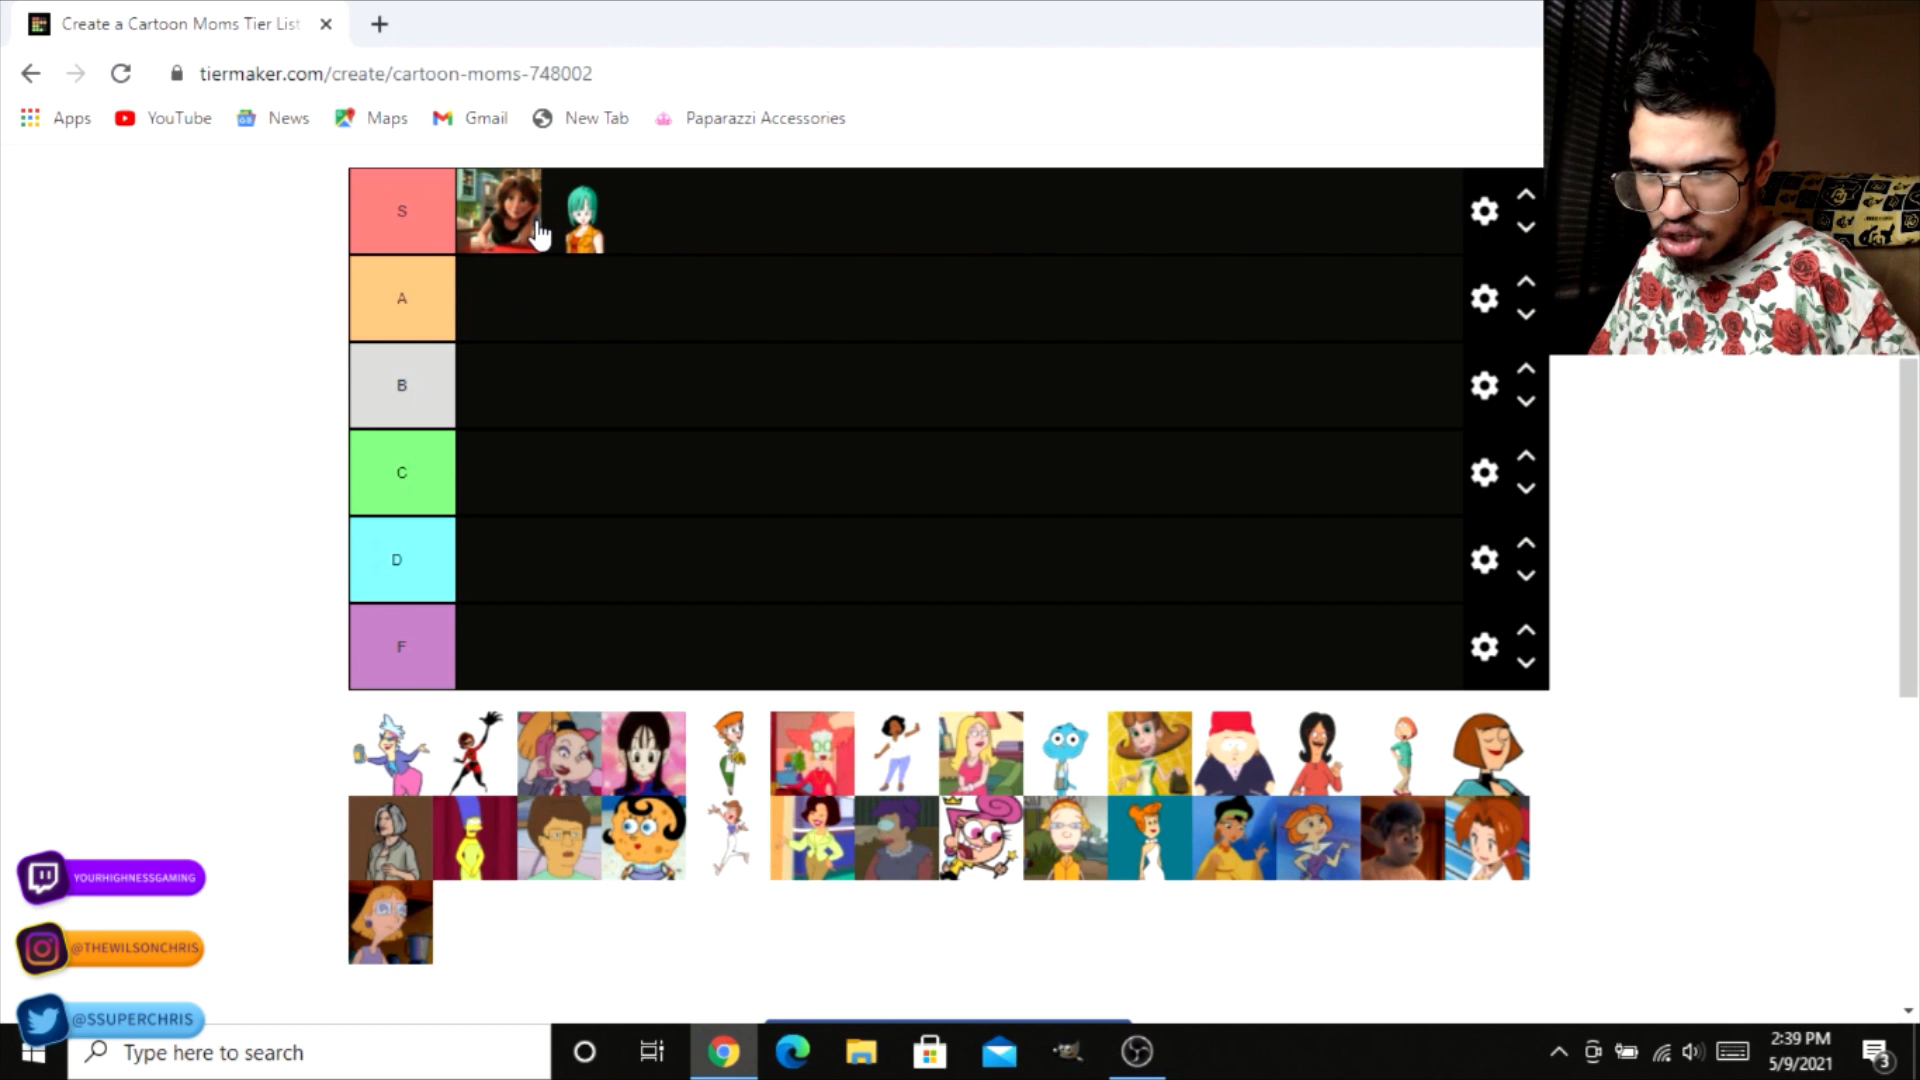 Create a Cartoon Moms Tier List
tiermaker.com/create/cartoon-moms-748002
Apps YouTube News Maps Gmail New Tab Paparazzi Accessories
S
A
B
C
D
F
YOURHIGHNESSGAMING
@THEWILSONCHRIS
@SSUPERCHRIS
Type here to search
2:39 PM
5/9/2021
3